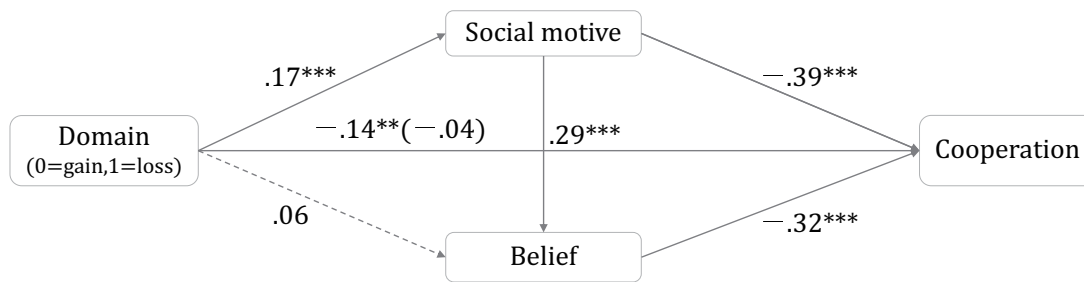 Social motive
.17***
—.39***
Domain
(0=gain,1=loss)
—.14**(—.04)
.29***
Cooperation
.06
—.32***
Belief